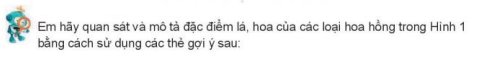 Em hãy quan sát và mô tả đặc điểm lá, hoa của các loại hoa hồng trong Hình 1
bằng cách sử dụng các thẻ gợi ý sau: